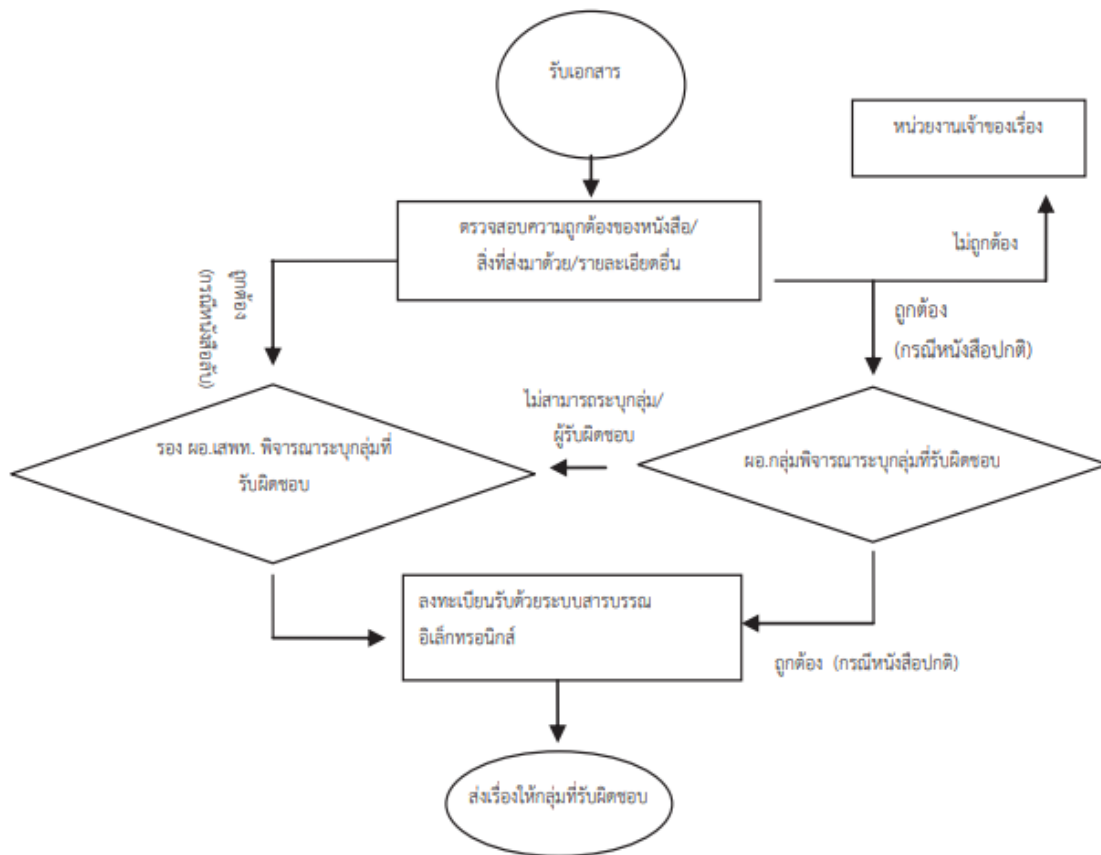 รับเอกสาร
หน่วยงานเจ้าของเรื่อง
ตรวจสอบความถูกต้องของหนังสือ/
สิ่งที่ส่งมาด้วย/รายละเอียดอื่น
ไม่ถูกต้อง
ถูกต้อง
(กรณีหนังสือลับ)
ถูกต้อง
(กรณีหนังสือปกติ)
ไม่สามารถระบุกลุ่ม/
ผู้รับผิดชอบ
รอง ผอ.เสพท. พิจารณาระบุกลุ่มที่
รับผิดชอบ
ผอ.กลุ่มพิจารณาระบุกลุ่มที่รับผิดชอบ
ลงทะเบียนรับด้วยระบบสารบรรณ
อิเล็กทรอนิกส์
ถูกต้อง (กรณีหนังสือปกติ)
ส่งเรื่องให้กลุ่มที่รับผิดชอบ